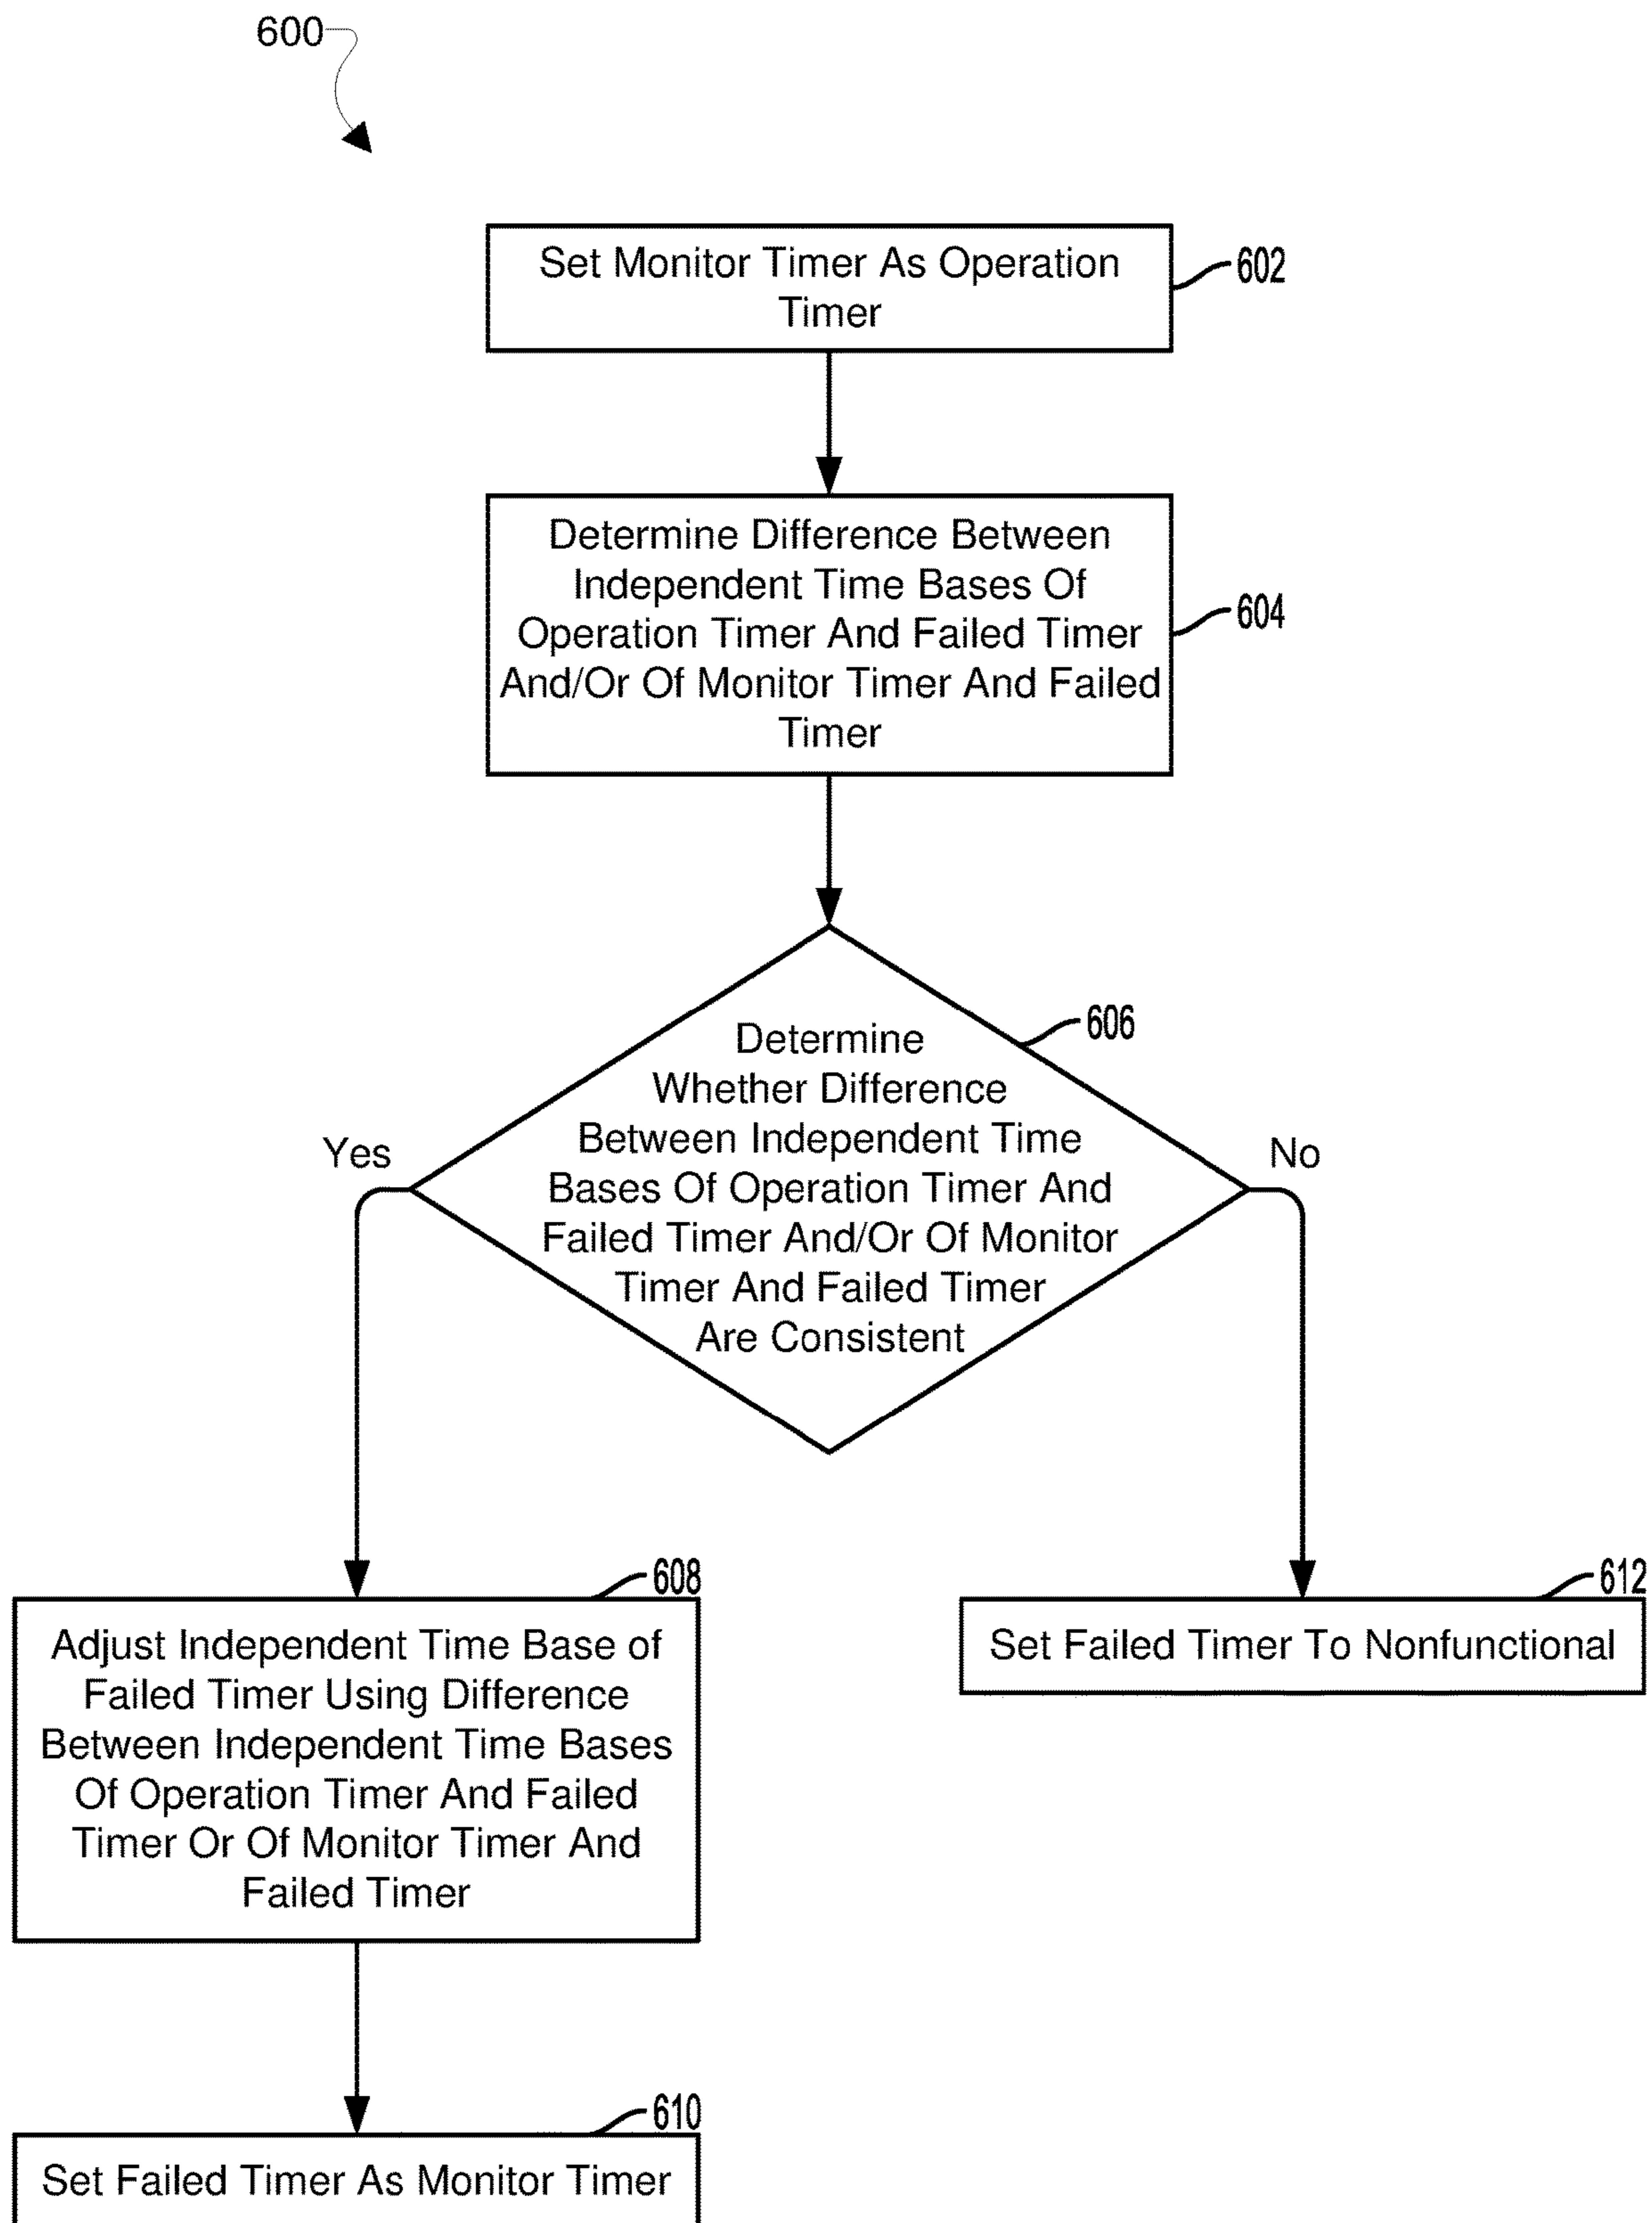 600
Set Monitor Timer As Operation
Timer
602
Determine Difference Between
Independent Time Bases Of
Operation Timer And Failed Timer
And/Or Of Monitor Timer And Failed
Timer
604
Determine
Whether Difference
Between Independent Time
Bases Of Operation Timer And
Failed Timer And/Or Of Monitor
Timer And Failed Timer
Are Consistent
606
Yes
No
608
Adjust Independent Time Base of
Failed Timer Using Difference
Between Independent Time Bases
Of Operation Timer And Failed
Timer Or Of Monitor Timer And
Failed Timer
612
Set Failed Timer To Nonfunctional
610
Set Failed Timer As Monitor Timer